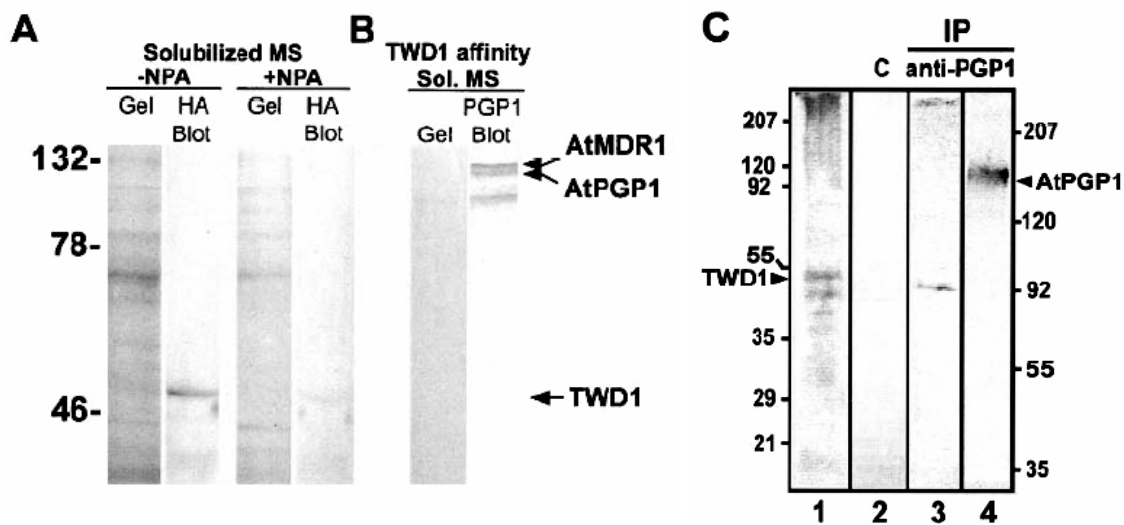 A
Solubilized MS
-NPA +NPA
Gel HA Blot Gel HA Blot
132-
78-
46-
B
TWD1 affinity
Sol. MS
Gel PGP1 Blot
AtMDR1
AtPGP1
TWD1
C
IP
C anti-PGP1
207
120
92
55
TWD1
35
29
21
207
AtPGP1
120
92
55
35
1 2 3 4